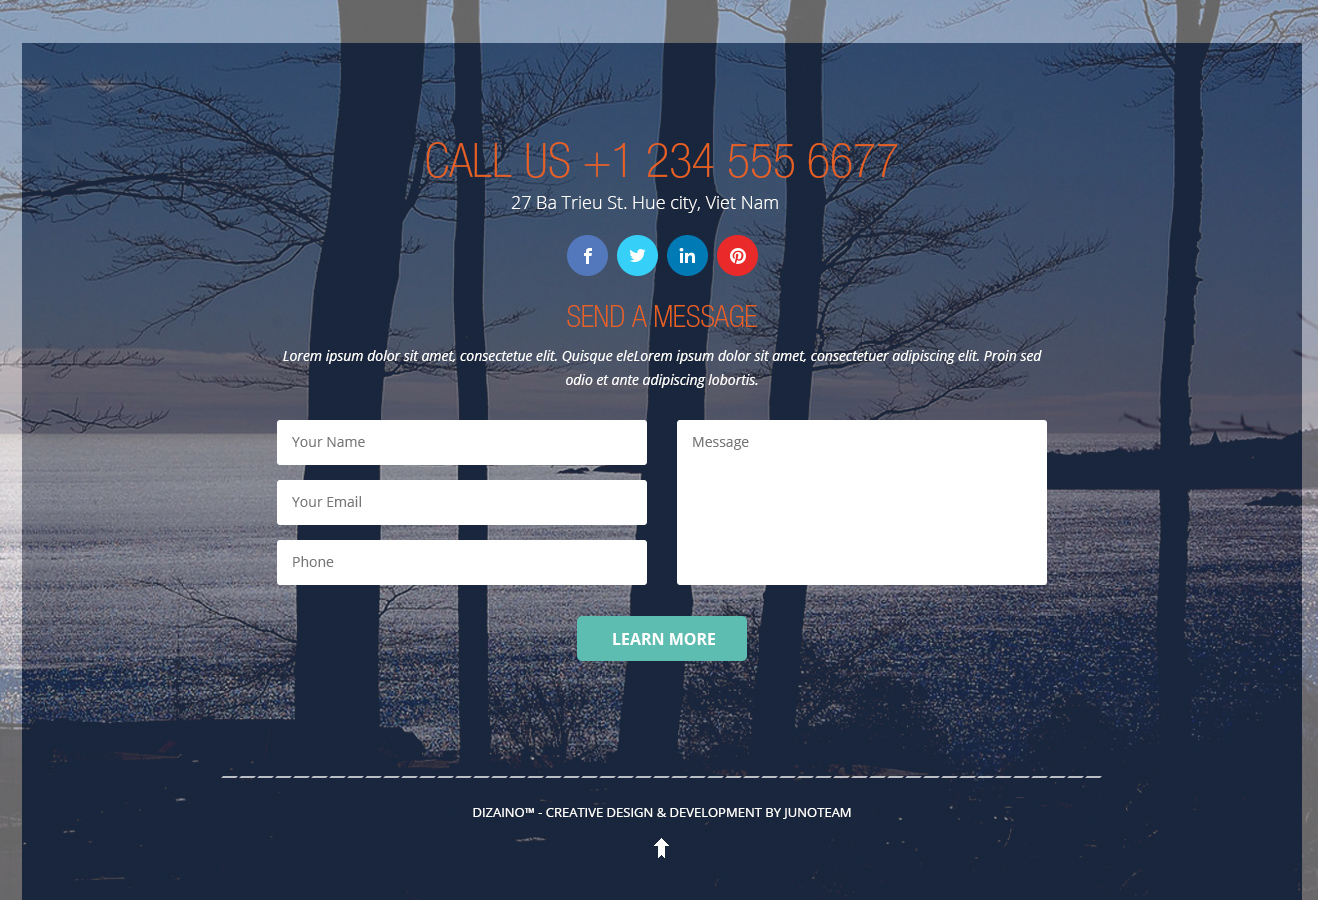 CALL US +1 234 555 6677
27 Ba Trieu St. Hue city, Viet Nam
SEND A MESSAGE
Lorem ipsum dolor sit amet, consectetue elit. Quisque eleLorem ipsum dolor sit amet, consectetuer adipiscing elit. Proin sed
odio et ante adipiscing lobortis.
Your Name
Your Email
Phone
Message
LEARN MORE
DIZAINO™ - CREATIVE DESIGN & DEVELOPMENT BY JUNOTEAM